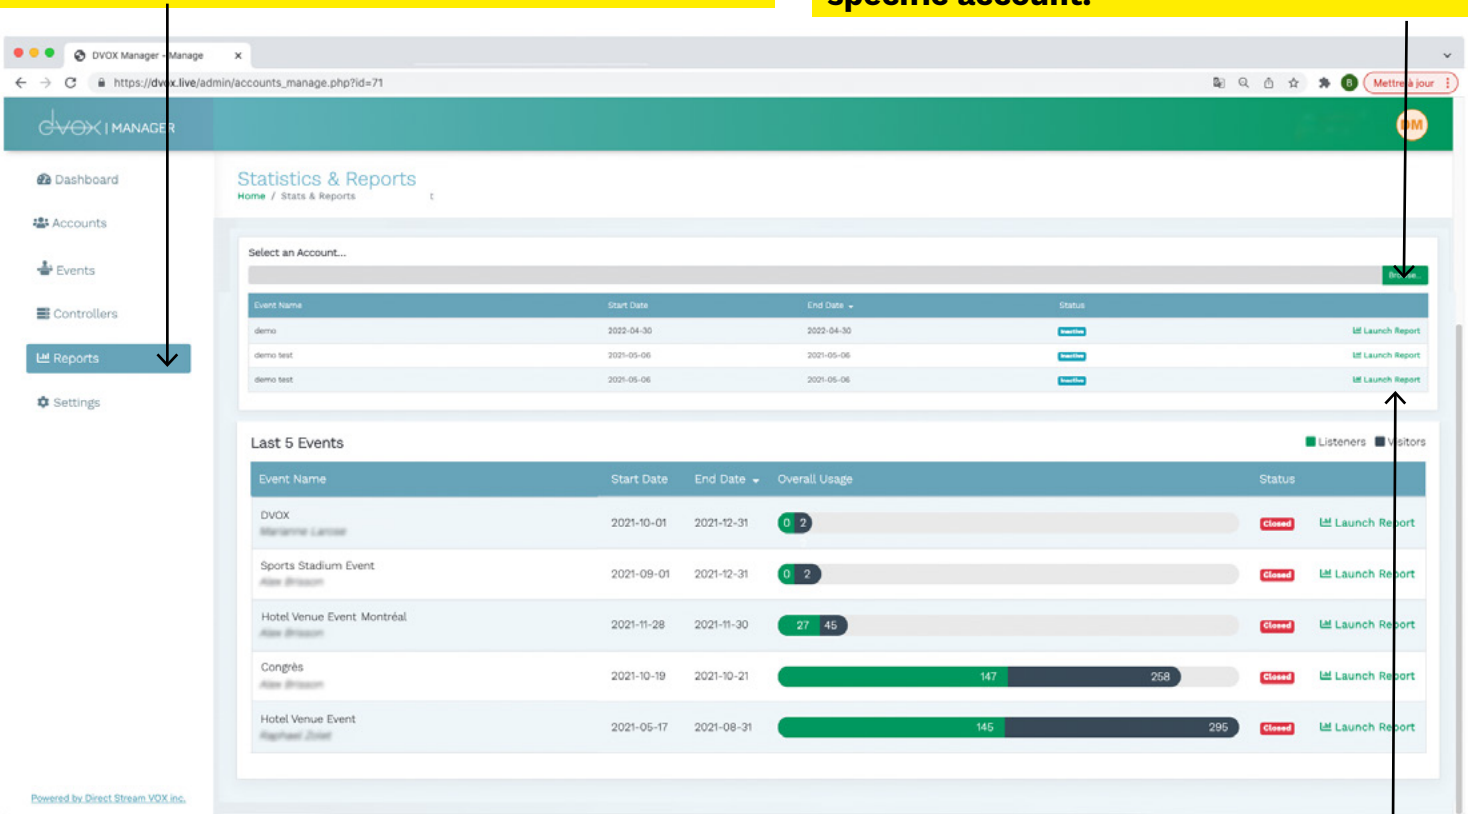 specific account.
DVOX Manager - Manage
https://dvox.live/admin/accounts_manage.php?id=71
B
Mettre à jour
dvox | MANAGER
DM
Dashboard
Accounts
Events
Controllers
Reports
Settings
Statistics & Reports
Home / Stats & Reports
Select an Account...
Browse..
Event Name Start Date End Date Status
demo 2022-04-30 2022-04-30 Inactive Launch Report
demo test 2021-05-06 2021-05-06 Inactive Launch Report
demo test 2021-05-06 2021-05-06 Inactive Launch Report
Last 5 Events
Listeners Visitors
Event Name Start Date End Date Overall Usage Status
DVOX
2021-10-01 2021-12-31 0 2 Closed Launch Report
Sports Stadium Event
2021-09-01 2021-12-31 0 2 Closed Launch Report
Hotel Venue Event Montréal
2021-11-28 2021-11-30 27 45 Closed Launch Report
Congrès
2021-10-19 2021-10-21 147 258 Closed Launch Report
Hotel Venue Event
2021-05-17 2021-08-31 145 295 Closed Launch Report
Powered by Direct Stream VOX inc.